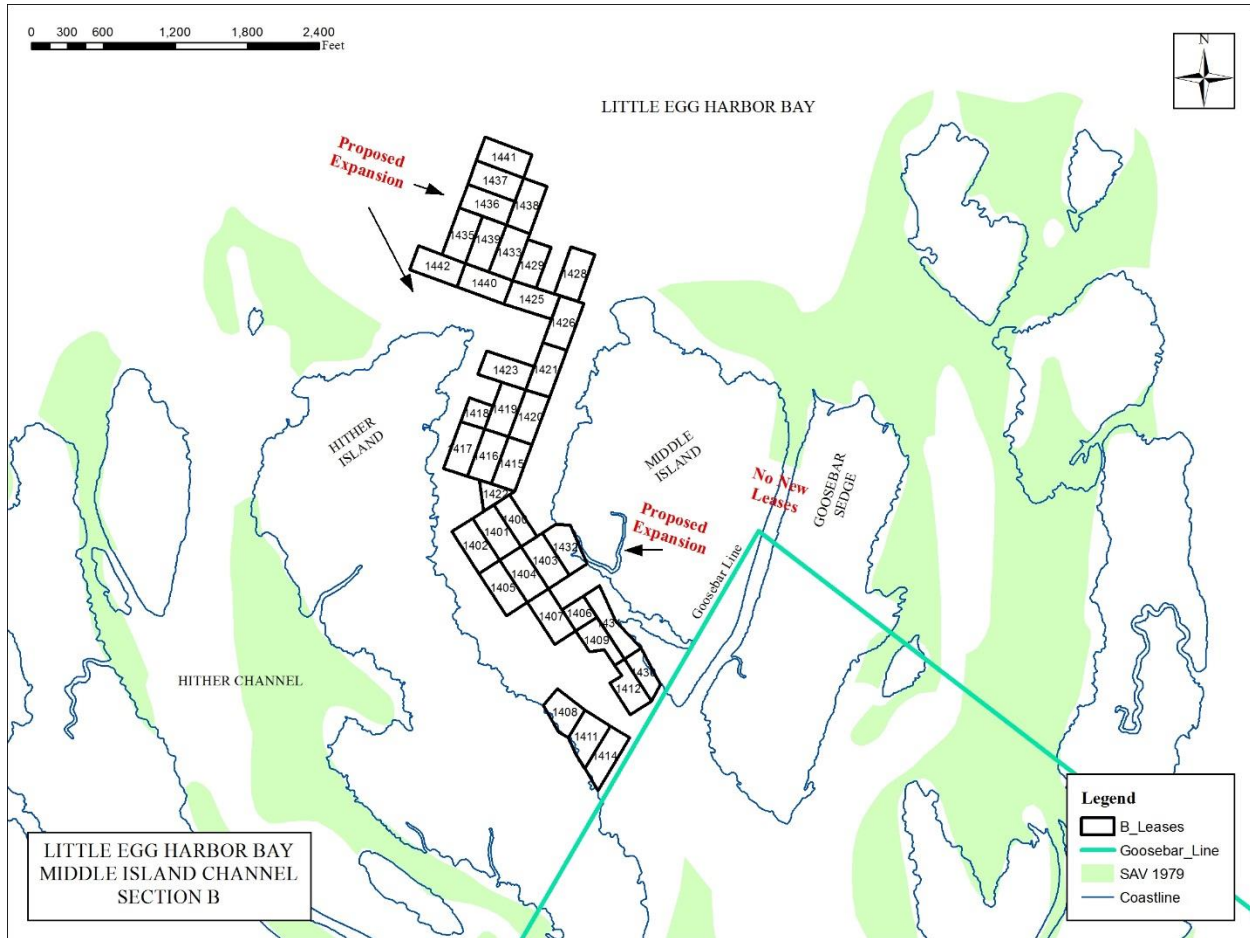 0 300 600 1,200 1,800 2,400
Feet
N
LITTLE EGG HARBOR BAY
Proposed
Expansion
1441
1437
1436
1438
1435
1439
1433
1429
1428
1442
1440
1425
1426
1421
1423
1418
1419
1420
1417
1416
1415
1422
1400
1401
1402
1432
1403
1404
1405
1406
1407
1431
1409
1430
1412
1408
1411
1414
HITHER
ISLAND
MIDDLE
ISLAND
No New
Leases
GOOSEBAR
SEDGE
Proposed
Expansion
Goosebar Line
HITHER CHANNEL
LITTLE EGG HARBOR BAY
MIDDLE ISLAND CHANNEL
SECTION B
Legend
B_Leases
Goosebar_Line
SAV 1979
Coastline